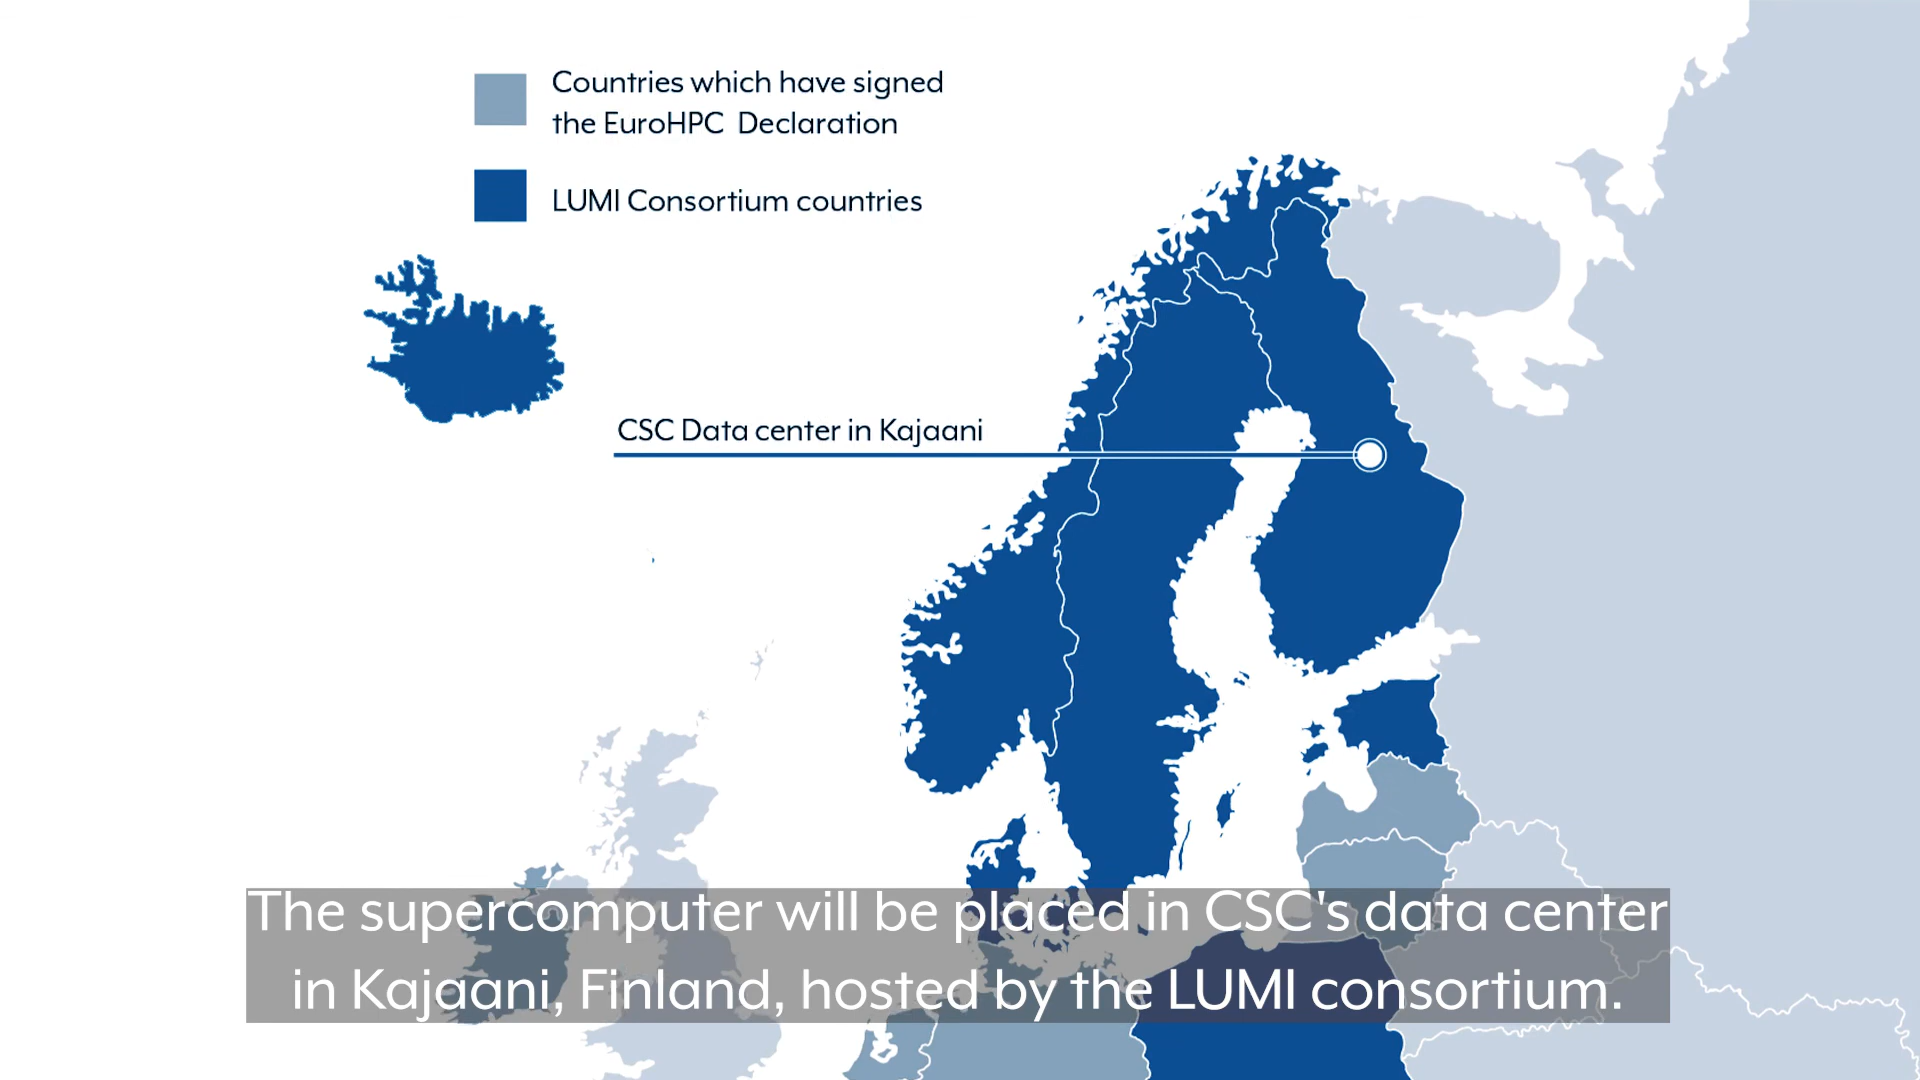 Countries which have signed
the EuroHPC Declaration
LUMI Consortium countries
CSC Data center in Kajaani
The supercomputer will be placed in CSC's data center
in Kajaani, Finland, hosted by the LUMI consortium.